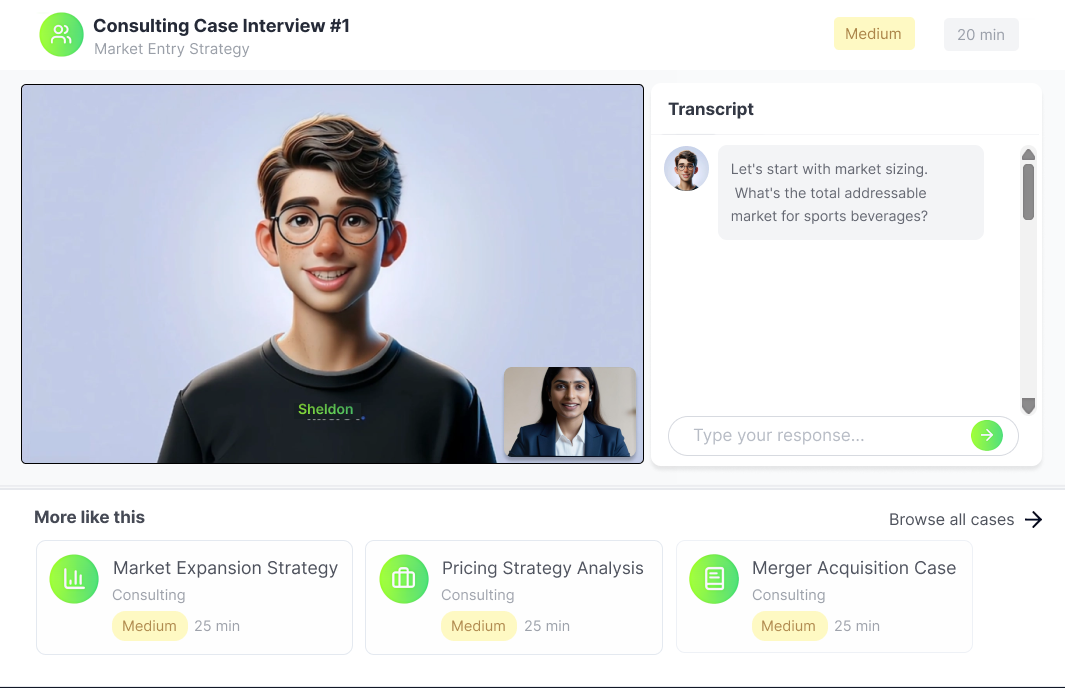 Consulting Case Interview #1
Market Entry Strategy
Medium
20 min
Sheldon
Transcript
Let's start with market sizing.
What's the total addressable
market for sports beverages?
Type your response...
More like this
Browse all cases
Market Expansion Strategy
Consulting
Medium 25 min
Pricing Strategy Analysis
Consulting
Medium 25 min
Merger Acquisition Case
Consulting
Medium 25 min